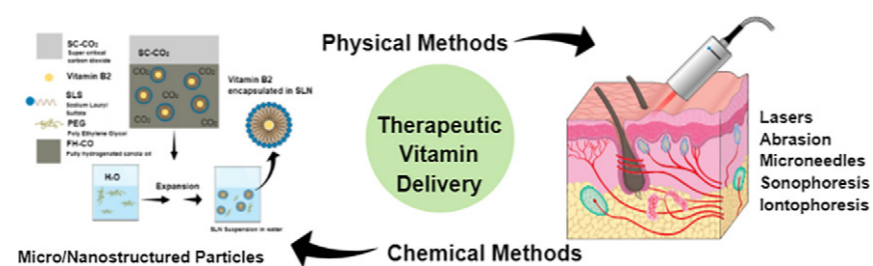 SC-CO₂
Super critical
carbon dioxide
Vitamin B2
SLS
Sodium Lauryl
Sulfate
PEG
Poly Ethylene Glycol
FH-CO
Fully hydrogenated canola oil
SC-CO₂
CO₂
CO₂
CO₂
CO₂
CO₂
Vitamin B2
encapsulated in SLN
H₂O
Expansion
SLN Suspension in water
Micro/Nanostructured Particles
Physical Methods
Therapeutic
Vitamin
Delivery
Chemical Methods
Lasers
Abrasion
Microneedles
Sonophoresis
Iontophoresis